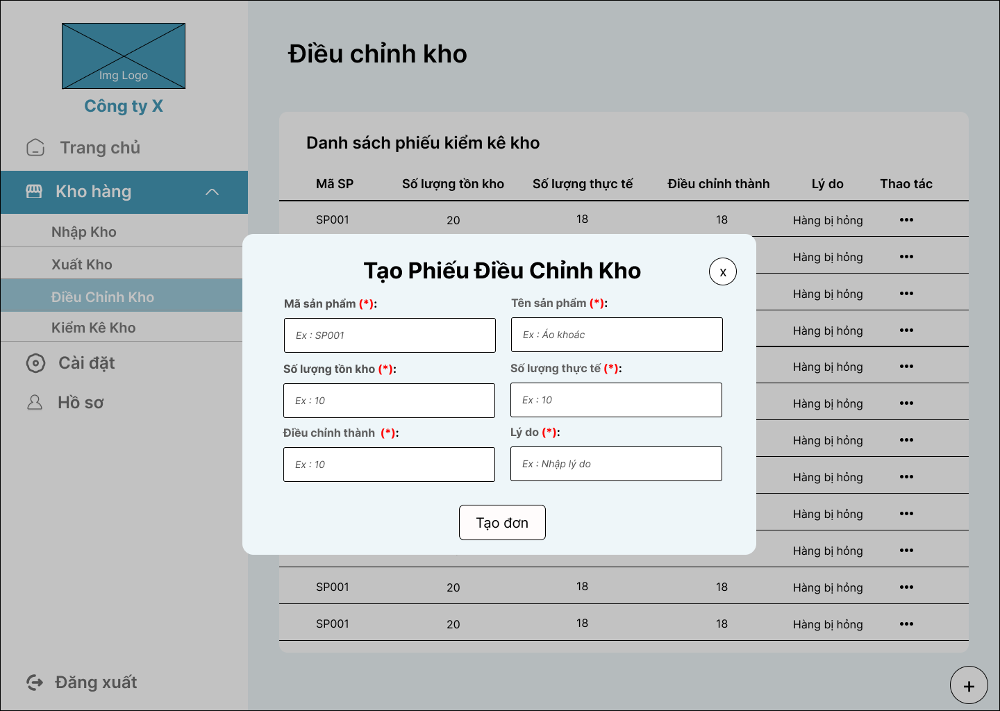 Img Logo
Công ty X
Trang chủ
Kho hàng
Nhập Kho
Xuất Kho
Điều Chỉnh Kho
Kiểm Kê Kho
Cài đặt
Hồ sơ
Đăng xuất
Điều chỉnh kho
Danh sách phiếu kiểm kê kho
Mã SP Số lượng tồn kho Số lượng thực tế Điều chỉnh thành Lý do Thao tác
SP001 20 18 18 Hàng bị hỏng •••
Hàng bị hỏng •••
Hàng bị hỏng •••
Hàng bị hỏng •••
Hàng bị hỏng •••
Hàng bị hỏng •••
Hàng bị hỏng •••
Hàng bị hỏng •••
Hàng bị hỏng •••
Hàng bị hỏng •••
SP001 20 18 18 Hàng bị hỏng •••
SP001 20 18 18 Hàng bị hỏng •••
Tạo Phiếu Điều Chỉnh Kho x
Mã sản phẩm (*): Tên sản phẩm (*):
Ex : SP001 Ex : Áo khoác
Số lượng tồn kho (*): Số lượng thực tế (*):
Ex : 10 Ex : 10
Điều chỉnh thành (*): Lý do (*):
Ex : 10 Ex : Nhập lý do
Tạo đơn
+